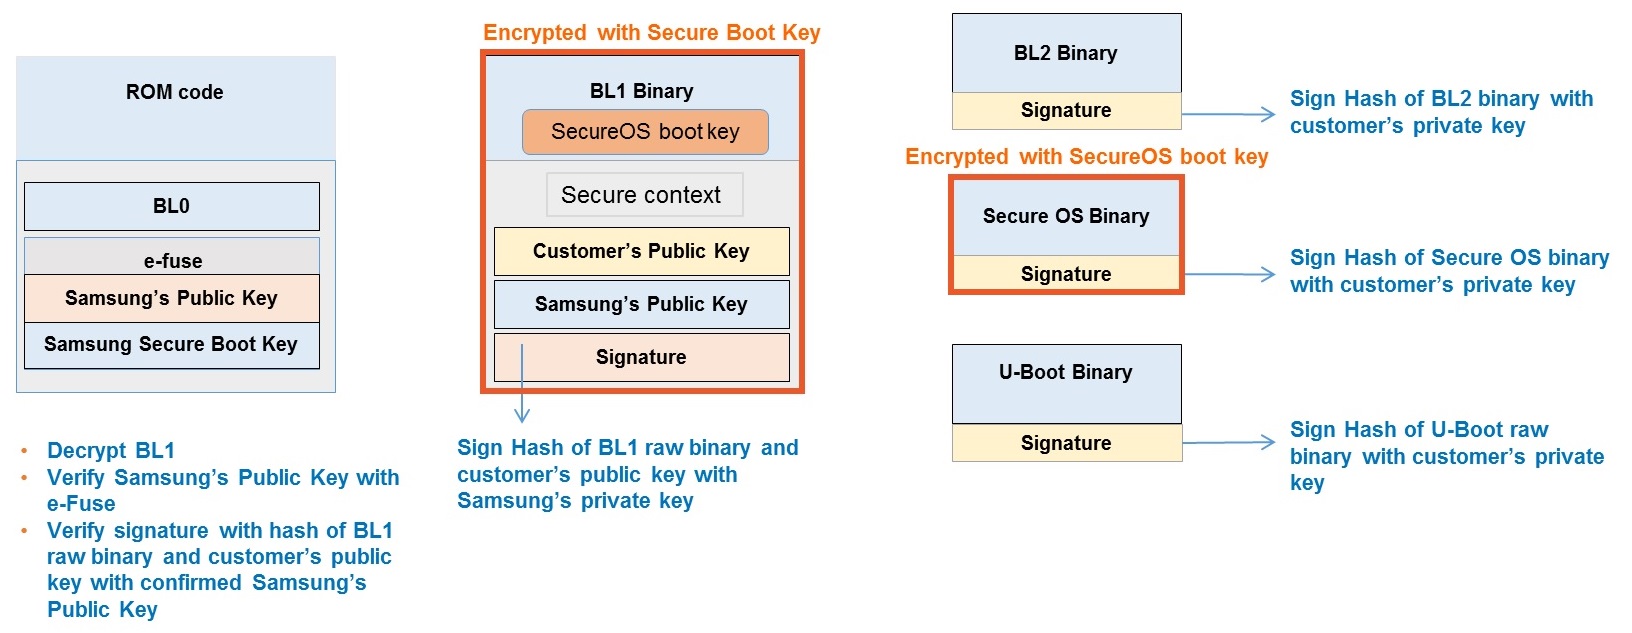 ROM code
BL0
e-fuse
Samsung’s Public Key
Samsung Secure Boot Key
• Decrypt BL1
• Verify Samsung’s Public Key with
e-Fuse
• Verify signature with hash of BL1
raw binary and customer’s public
key with confirmed Samsung’s
Public Key
Encrypted with Secure Boot Key
BL1 Binary
SecureOS boot key
Secure context
Customer’s Public Key
Samsung’s Public Key
Signature
Sign Hash of BL1 raw binary and
customer’s public key with
Samsung’s private key
BL2 Binary
Signature
Sign Hash of BL2 binary with
customer’s private key
Encrypted with SecureOS boot key
Secure OS Binary
Signature
Sign Hash of Secure OS binary
with customer’s private key
U-Boot Binary
Signature
Sign Hash of U-Boot raw
binary with customer’s private
key